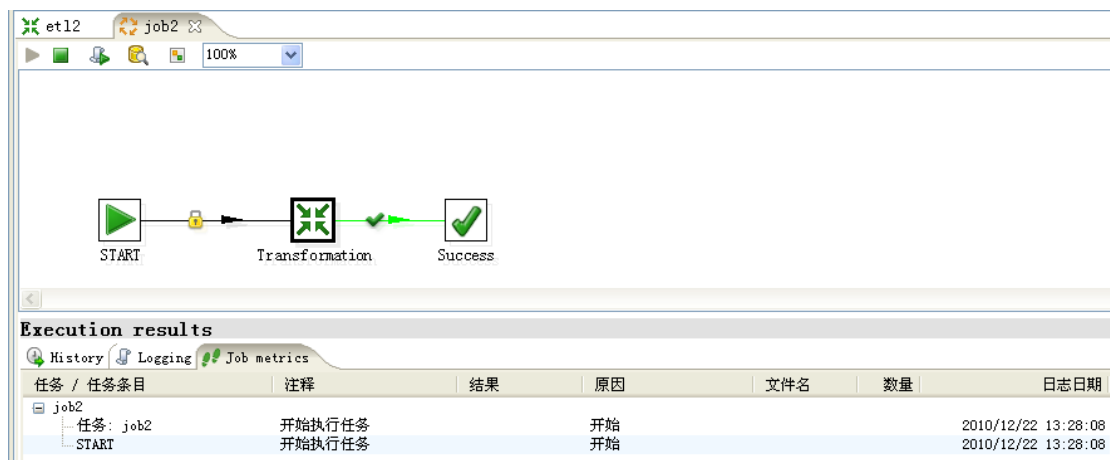 etl2 job2
100%
START Transformation Success
Execution results
History Logging Job metrics
任务 / 任务条目 注释 结果 原因 文件名 数量 日志日期
job2
任务: job2 开始执行任务 开始 2010/12/22 13:28:08
START 开始执行任务 开始 2010/12/22 13:28:08